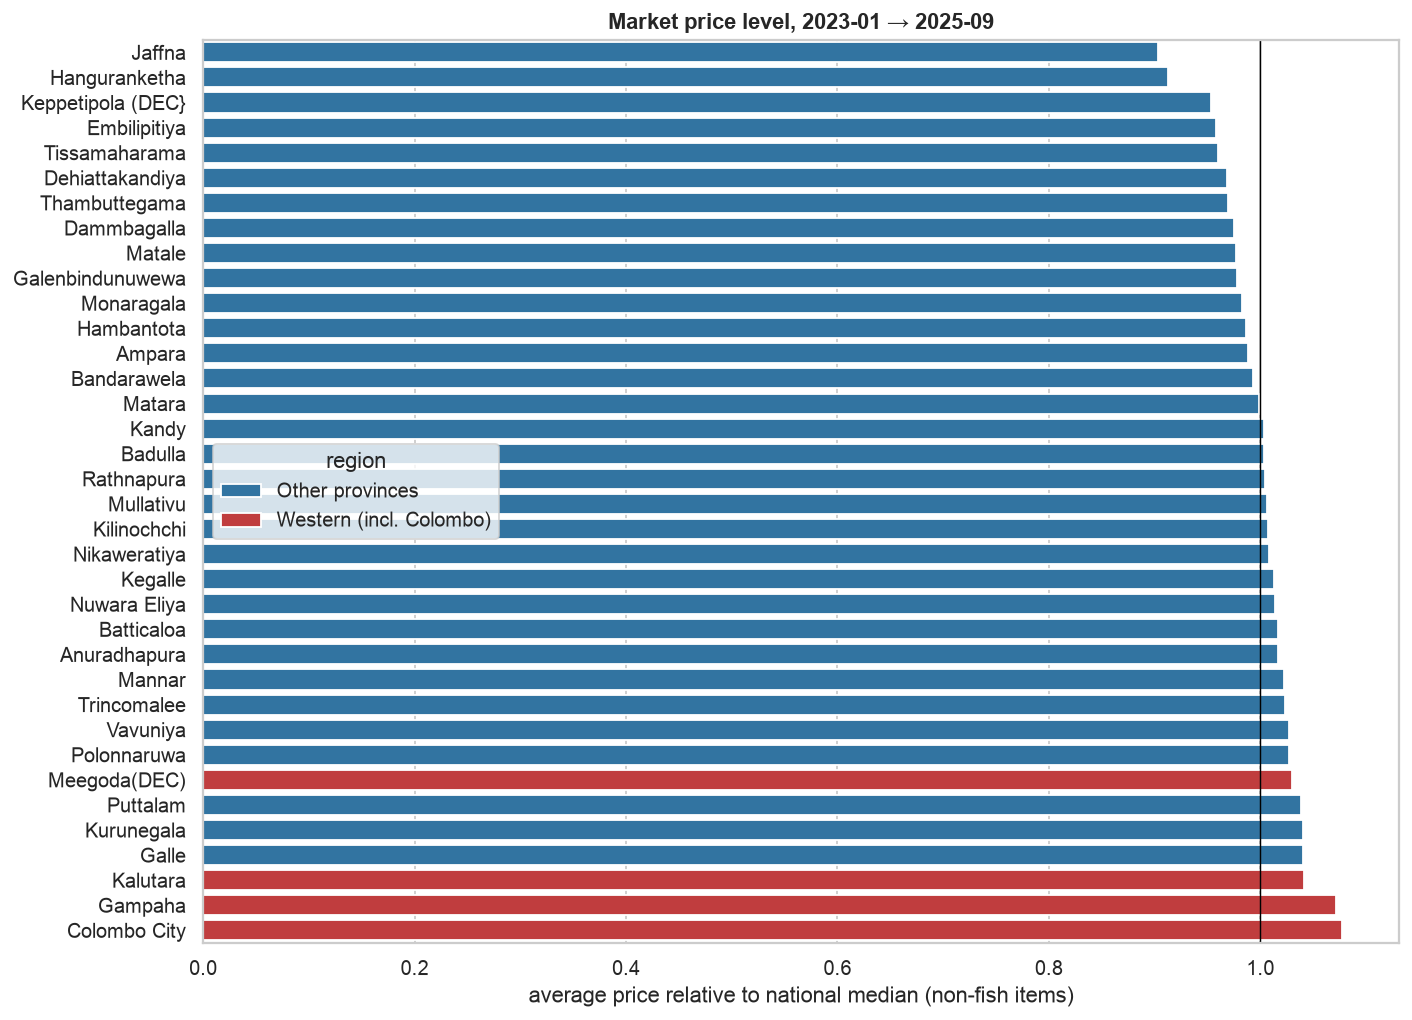 Market price level, 2023-01 → 2025-09
Jaffna
Hanguranketha
Keppetipola (DEC}
Embilipitiya
Tissamaharama
Dehiattakandiya
Thambuttegama
Dammbagalla
Matale
Galenbindunuwewa
Monaragala
Hambantota
Ampara
Bandarawela
Matara
Kandy
Badulla
Rathnapura
Mullativu
Kilinochchi
Nikaweratiya
Kegalle
Nuwara Eliya
Batticaloa
Anuradhapura
Mannar
Trincomalee
Vavuniya
Polonnaruwa
Meegoda(DEC)
Puttalam
Kurunegala
Galle
Kalutara
Gampaha
Colombo City
region
Other provinces
Western (incl. Colombo)
0.0 0.2 0.4 0.6 0.8 1.0
average price relative to national median (non-fish items)